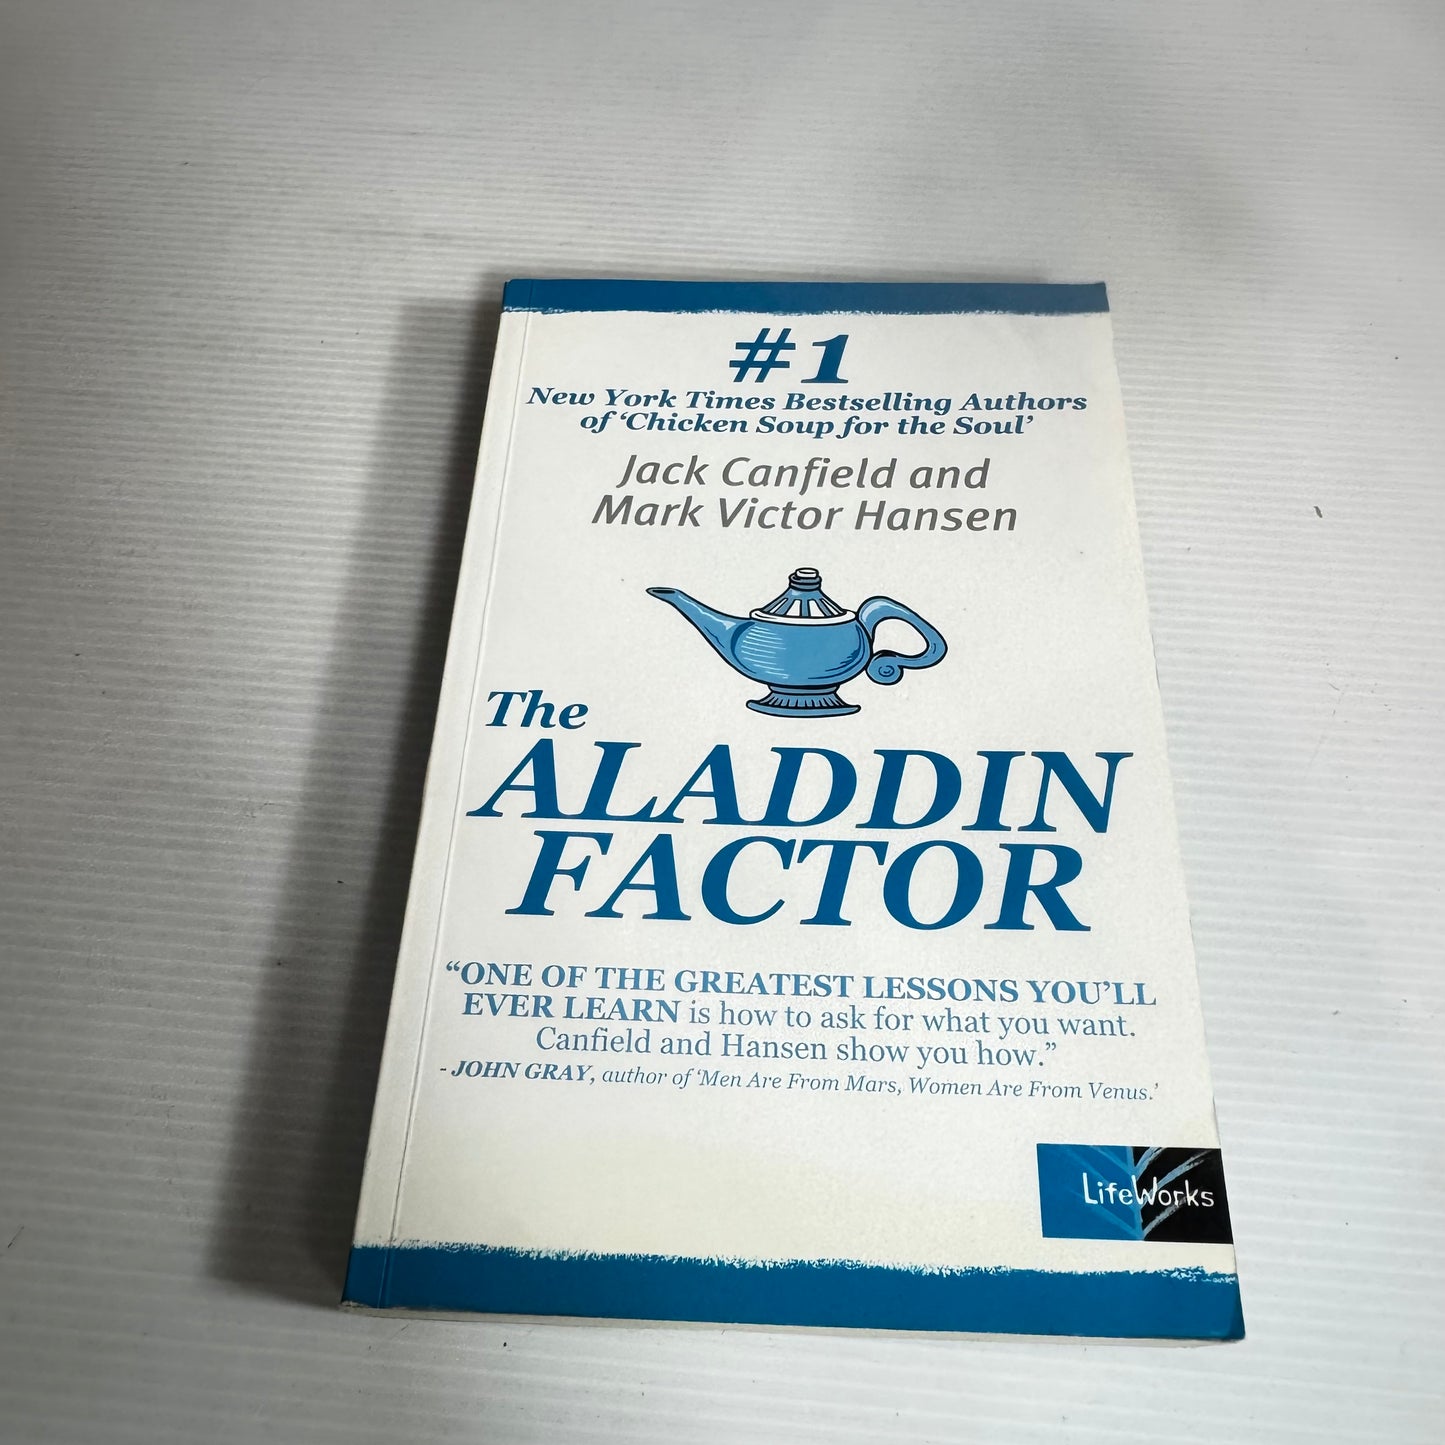 #1
New York Times Bestselling Authors
of ‘Chicken Soup for the Soul’
Jack Canfield and
Mark Victor Hansen
The
ALADDIN
FACTOR
“ONE OF THE GREATEST LESSONS YOU’LL
EVER LEARN is how to ask for what you want.
Canfield and Hansen show you how.”
- JOHN GRAY, author of ‘Men Are From Mars, Women Are From Venus.’
LifeWorks